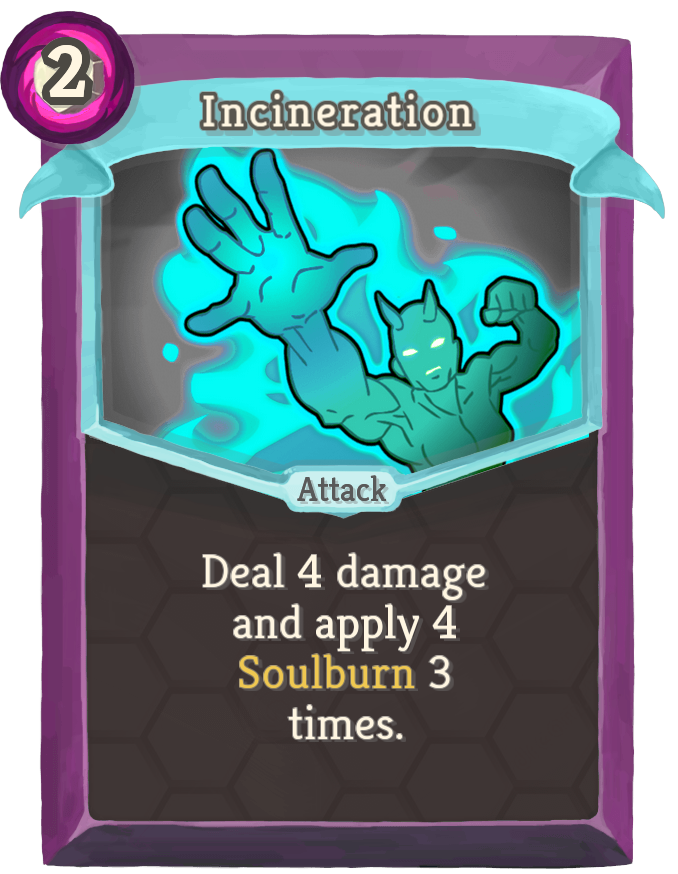 2
Incineration
Attack
Deal 4 damage
and apply 4
Soulburn 3
times.